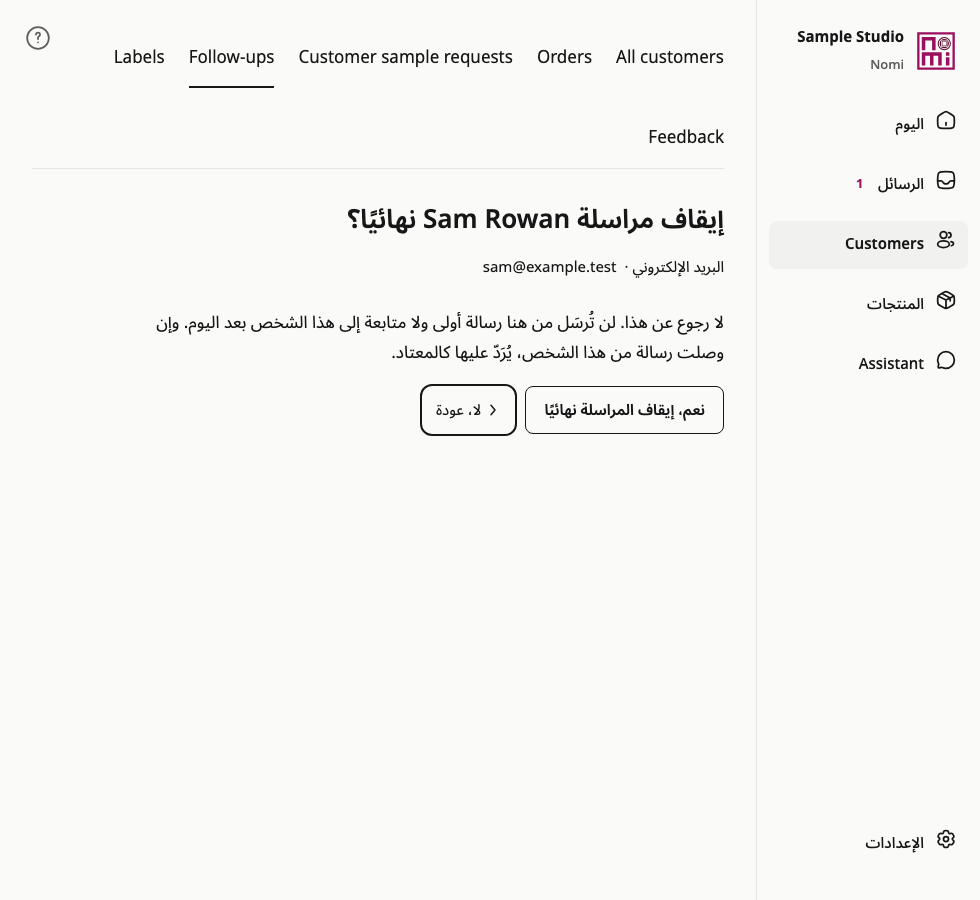 Sample Studio
Nomi
اليوم
الرسائل 1
Customers
المنتجات
Assistant
الإعدادات
All customers
Orders
Customer sample requests
Follow-ups
Labels
Feedback
إيقاف مراسلة Sam Rowan نهائيًا؟
البريد الإلكتروني · sam@example.test
لا رجوع عن هذا. لن تُرسَل من هنا رسالة أولى ولا متابعة إلى هذا الشخص بعد اليوم. وإن
وصلت رسالة من هذا الشخص، يُرَدّ عليها كالمعتاد.
نعم، إيقاف المراسلة نهائيًا
لا، عودة